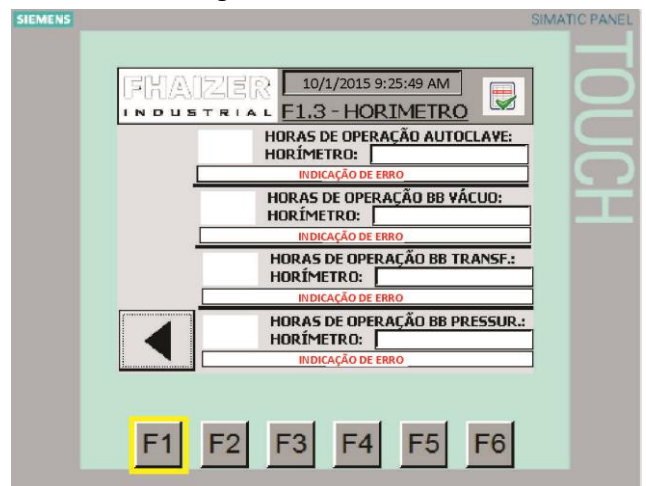 SIEMENS
SIMATIC PANEL
TOUCH
FHAIZER
INDUSTRIAL
10/1/2015 9:25:49 AM
F1.3 - HORIMETRO
HORAS DE OPERAÇÃO AUTOCLAVE:
HORÍMETRO:
INDICAÇÃO DE ERRO
HORAS DE OPERAÇÃO BB VÁCUO:
HORÍMETRO:
INDICAÇÃO DE ERRO
HORAS DE OPERAÇÃO BB TRANSF.:
HORÍMETRO:
INDICAÇÃO DE ERRO
HORAS DE OPERAÇÃO BB PRESSUR.:
HORÍMETRO:
INDICAÇÃO DE ERRO
F1 F2 F3 F4 F5 F6